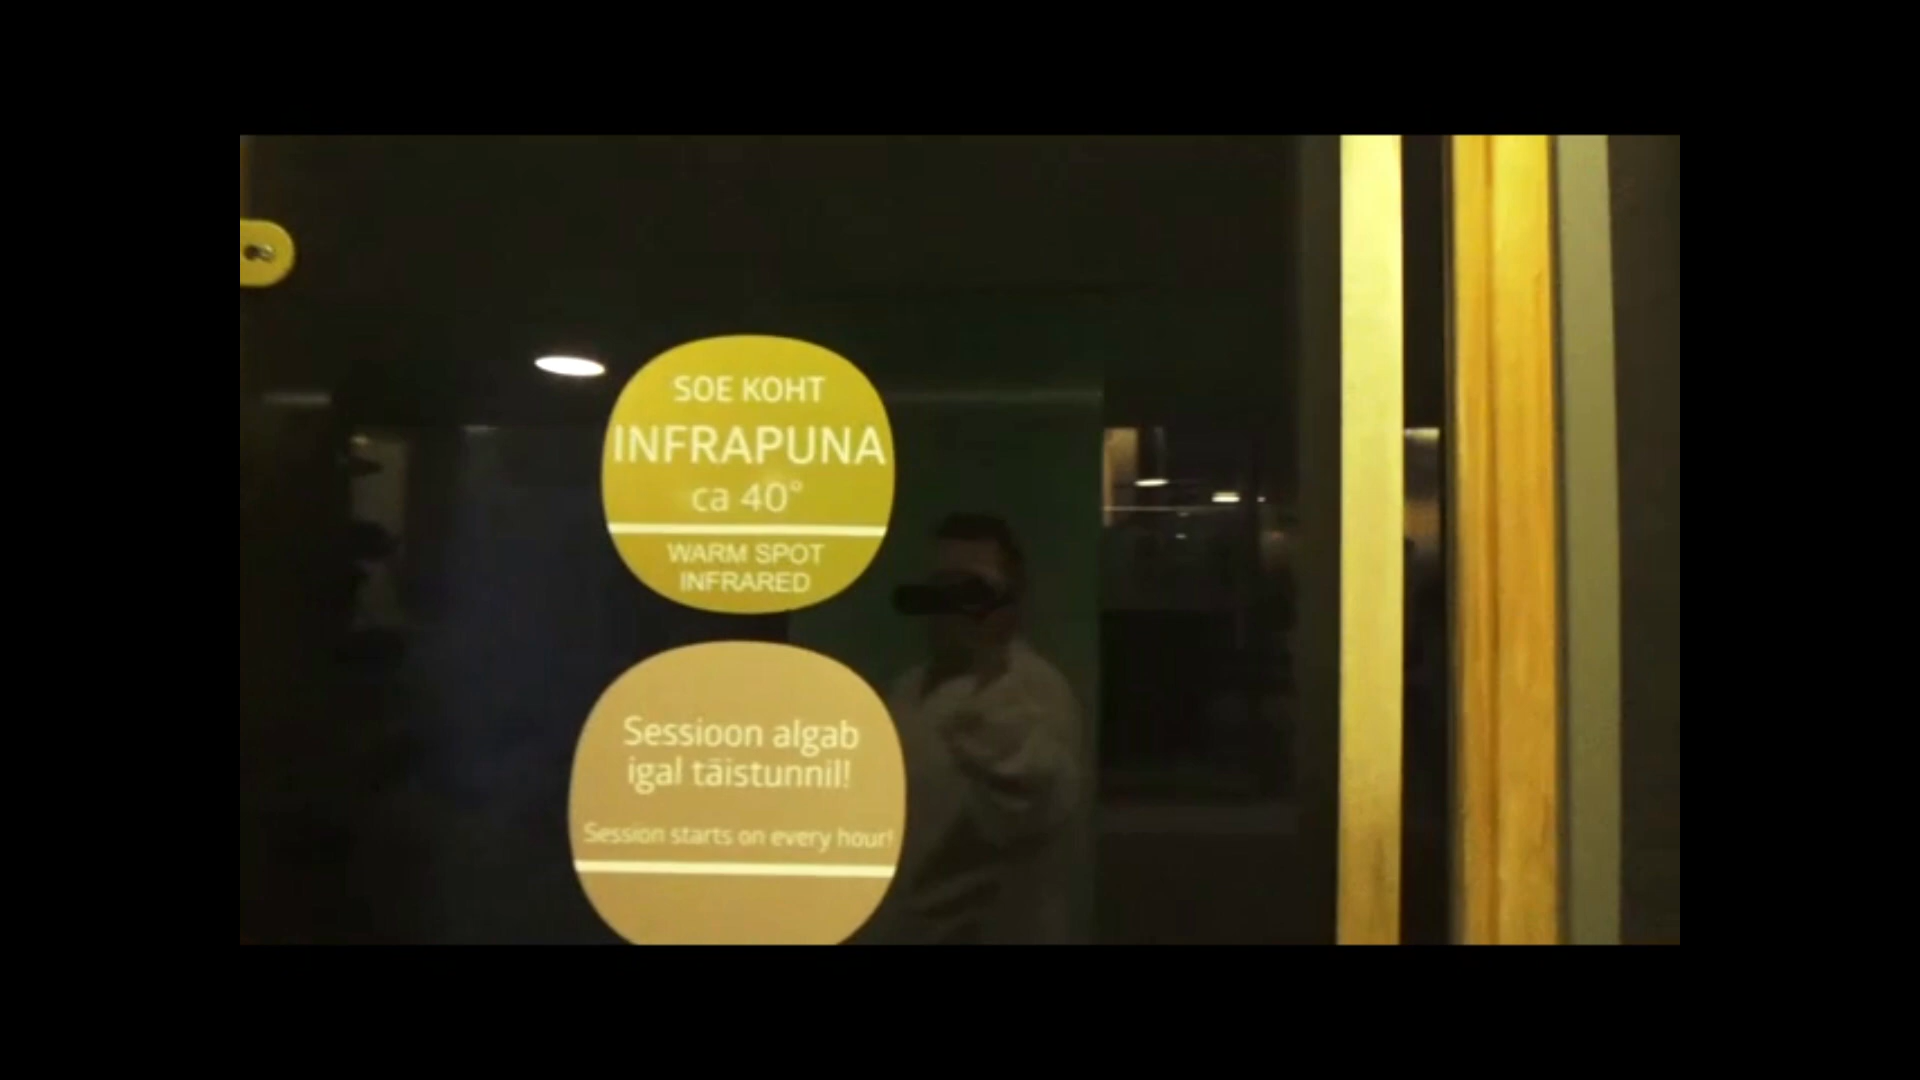 SOE KOHT
INFRAPUNA
ca 40°
WARM SPOT
INFRARED
Sessioon algab
igal täistunnil!
Session starts on every hour!